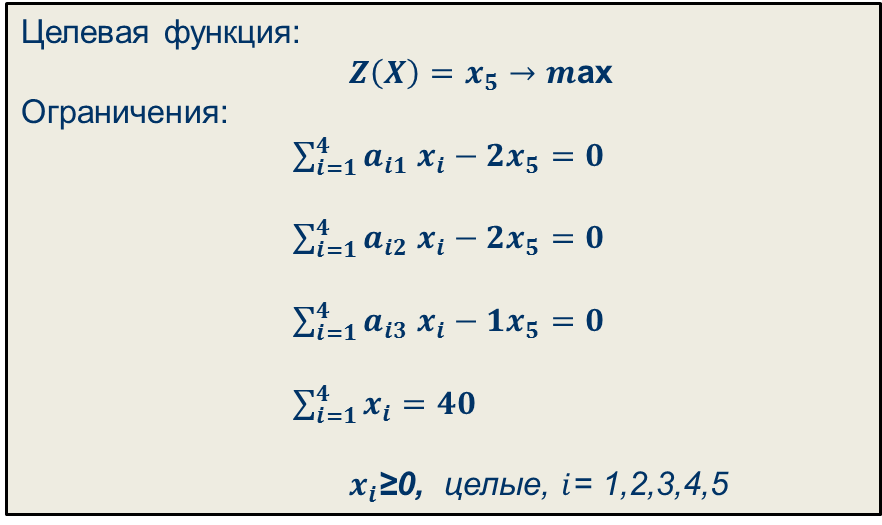 Целевая функция:
Z(X) = x₅ → max
Ограничения:
∑⁴ᵢ₌₁ aᵢ₁ xᵢ − 2x₅ = 0
∑⁴ᵢ₌₁ aᵢ₂ xᵢ − 2x₅ = 0
∑⁴ᵢ₌₁ aᵢ₃ xᵢ − 1x₅ = 0
∑⁴ᵢ₌₁ xᵢ = 40
xᵢ≥0, целые, i= 1,2,3,4,5